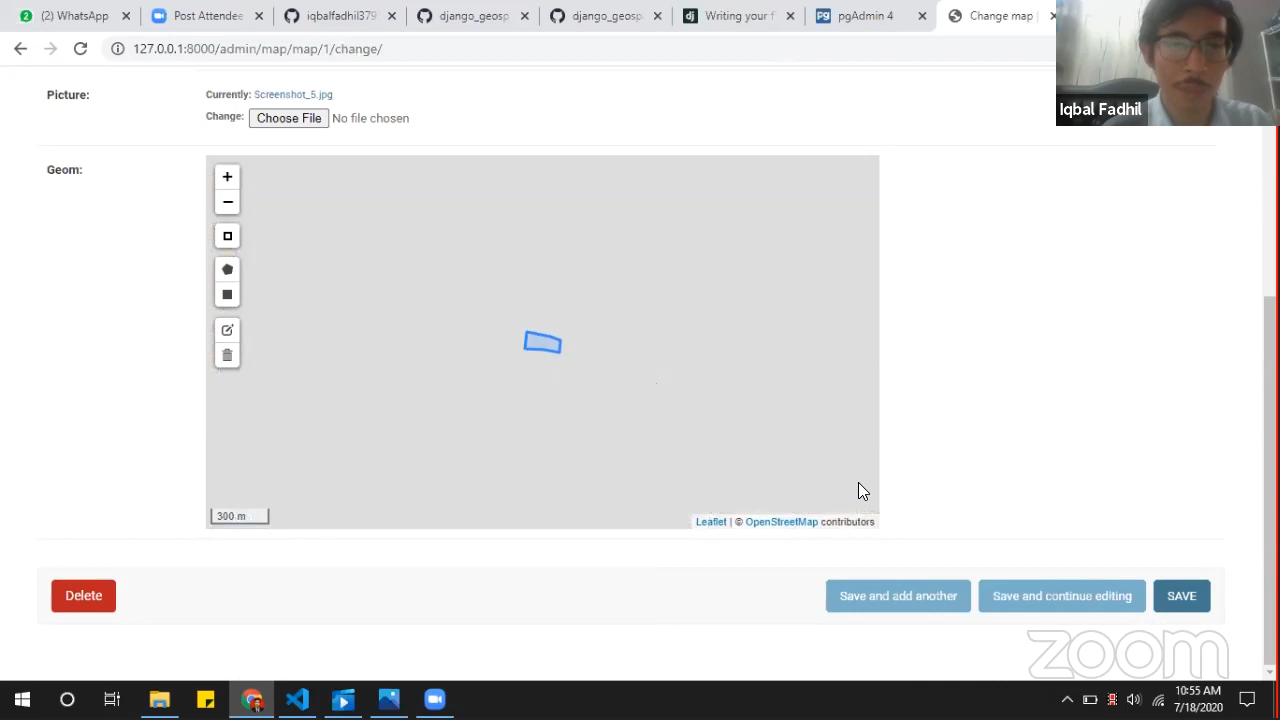 (2) WhatsApp
Post Attendee
iqbalfadhil379
django_geosp
django_geosp
Writing your f
pgAdmin 4
Change map |
127.0.0.1:8000/admin/map/map/1/change/
Iqbal Fadhil
Picture:
Currently: Screenshot_5.jpg
Change: Choose File No file chosen
Geom:
+
−
300 m
Leaflet | © OpenStreetMap contributors
Delete
Save and add another
Save and continue editing
SAVE
zoom
10:55 AM
7/18/2020